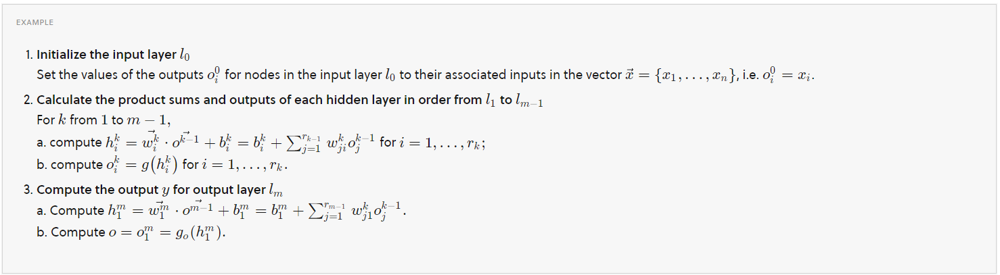 EXAMPLE
1. Initialize the input layer $l_0$
Set the values of the outputs $o_i^0$ for nodes in the input layer $l_0$ to their associated inputs in the vector $\vec{x} = \{x_1, \ldots, x_n\}$, i.e. $o_i^0 = x_i$.
2. Calculate the product sums and outputs of each hidden layer in order from $l_1$ to $l_{m-1}$
For $k$ from $1$ to $m - 1$,
a. compute $h_i^k = \vec{w_i^k} \cdot \vec{o^{k-1}} + b_i^k = b_i^k + \sum_{j=1}^{r_{k-1}} w_{ji}^k o_j^{k-1}$ for $i = 1, \ldots, r_k$;
b. compute $o_i^k = g(h_i^k)$ for $i = 1, \ldots, r_k$.
3. Compute the output $y$ for output layer $l_m$
a. Compute $h_1^m = \vec{w_1^m} \cdot \vec{o^{m-1}} + b_1^m = b_1^m + \sum_{j=1}^{r_{m-1}} w_{j1}^k o_j^{k-1}$.
b. Compute $o = o_1^m = g_o(h_1^m)$.